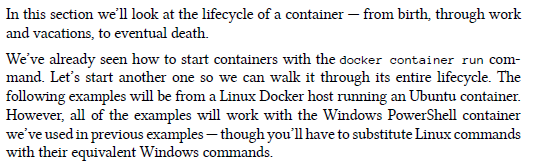 In this section we'll look at the lifecycle of a container — from birth, through work
and vacations, to eventual death.
We've already seen how to start containers with the docker container run com-
mand. Let's start another one so we can walk it through its entire lifecycle. The
following examples will be from a Linux Docker host running an Ubuntu container.
However, all of the examples will work with the Windows PowerShell container
we've used in previous examples — though you'll have to substitute Linux commands
with their equivalent Windows commands.